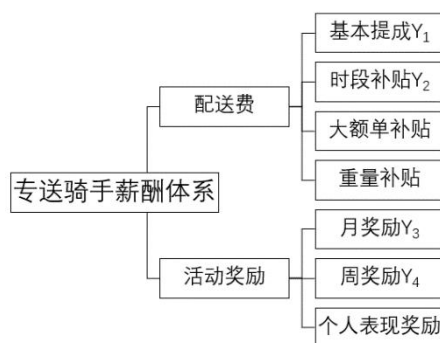 专送骑手薪酬体系
配送费
基本提成Y₁
时段补贴Y₂
大额单补贴
重量补贴
活动奖励
月奖励Y₃
周奖励Y₄
个人表现奖励